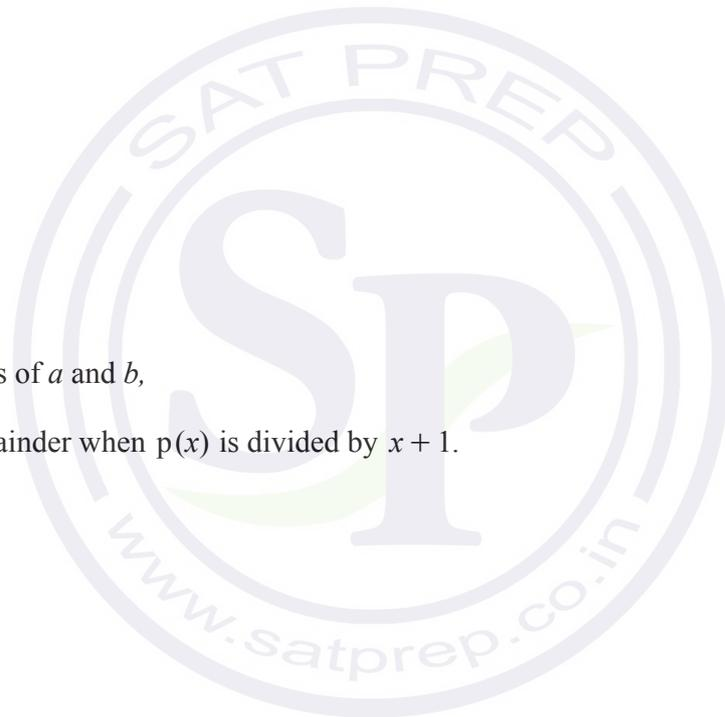 SAT PREP
SP
s of a and b,
ainder when p(x) is divided by x + 1.
www.satprep.co.in